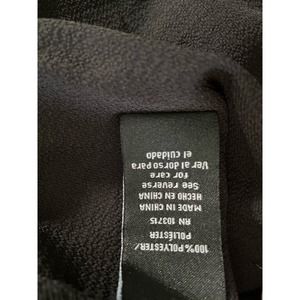 100% POLYESTER/
POLIÉSTER
RN 103715
MADE IN CHINA
HECHO EN CHINA
See reverse
for care
Ver al dorso para
el cuidado